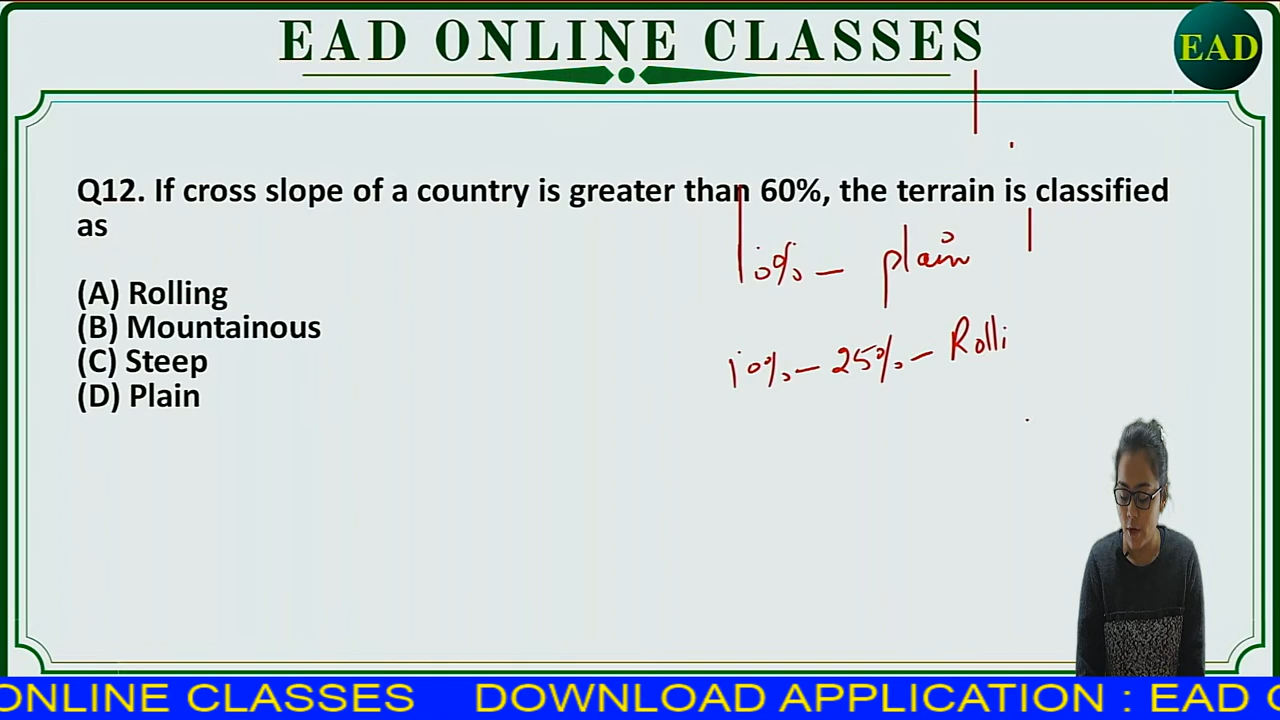 EAD ONLINE CLASSES
EAD
Q12. If cross slope of a country is greater than 60%, the terrain is classified
as
(A) Rolling
(B) Mountainous
(C) Steep
(D) Plain
10% - plain
10% - 25% - Rolli
ONLINE CLASSES DOWNLOAD APPLICATION : EAD